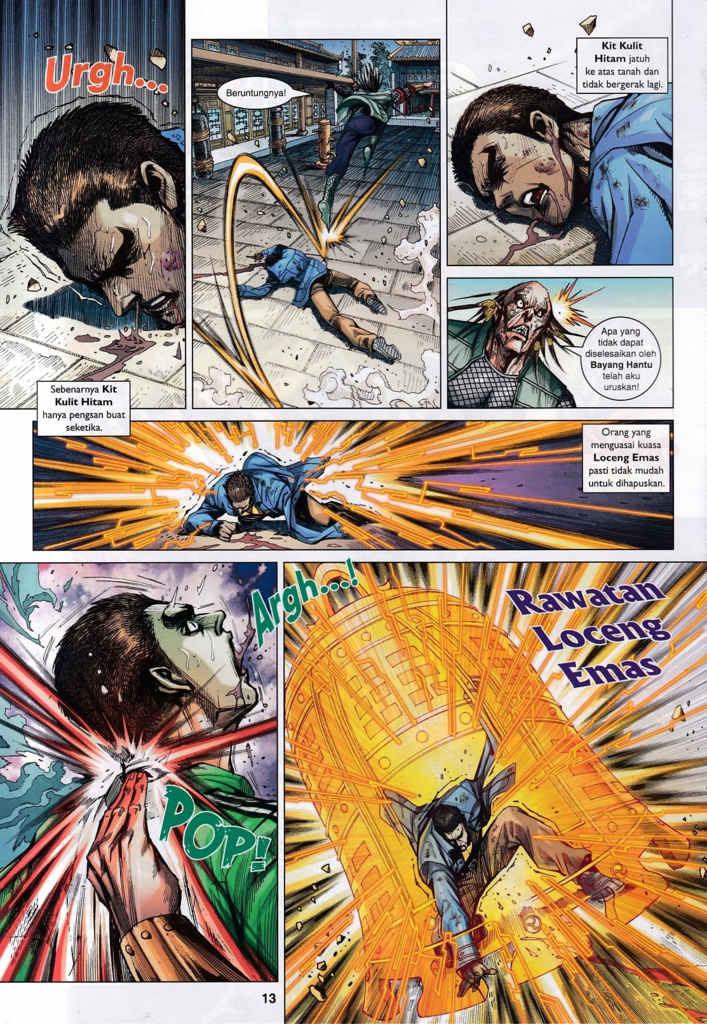 Urgh...
Beruntungnya!
Kit Kulit
Hitam jatuh
ke atas tanah dan
tidak bergerak lagi.
Apa yang
tidak dapat
diselesaikan oleh
Bayang Hantu
telah aku
uruskan!
Sebenarnya Kit
Kulit Hitam
hanya pengsan buat
seketika.
Orang yang
menguasai kuasa
Loceng Emas
pasti tidak mudah
untuk dihapuskan.
Argh...!
POP!
Rawatan
Loceng
Emas
13